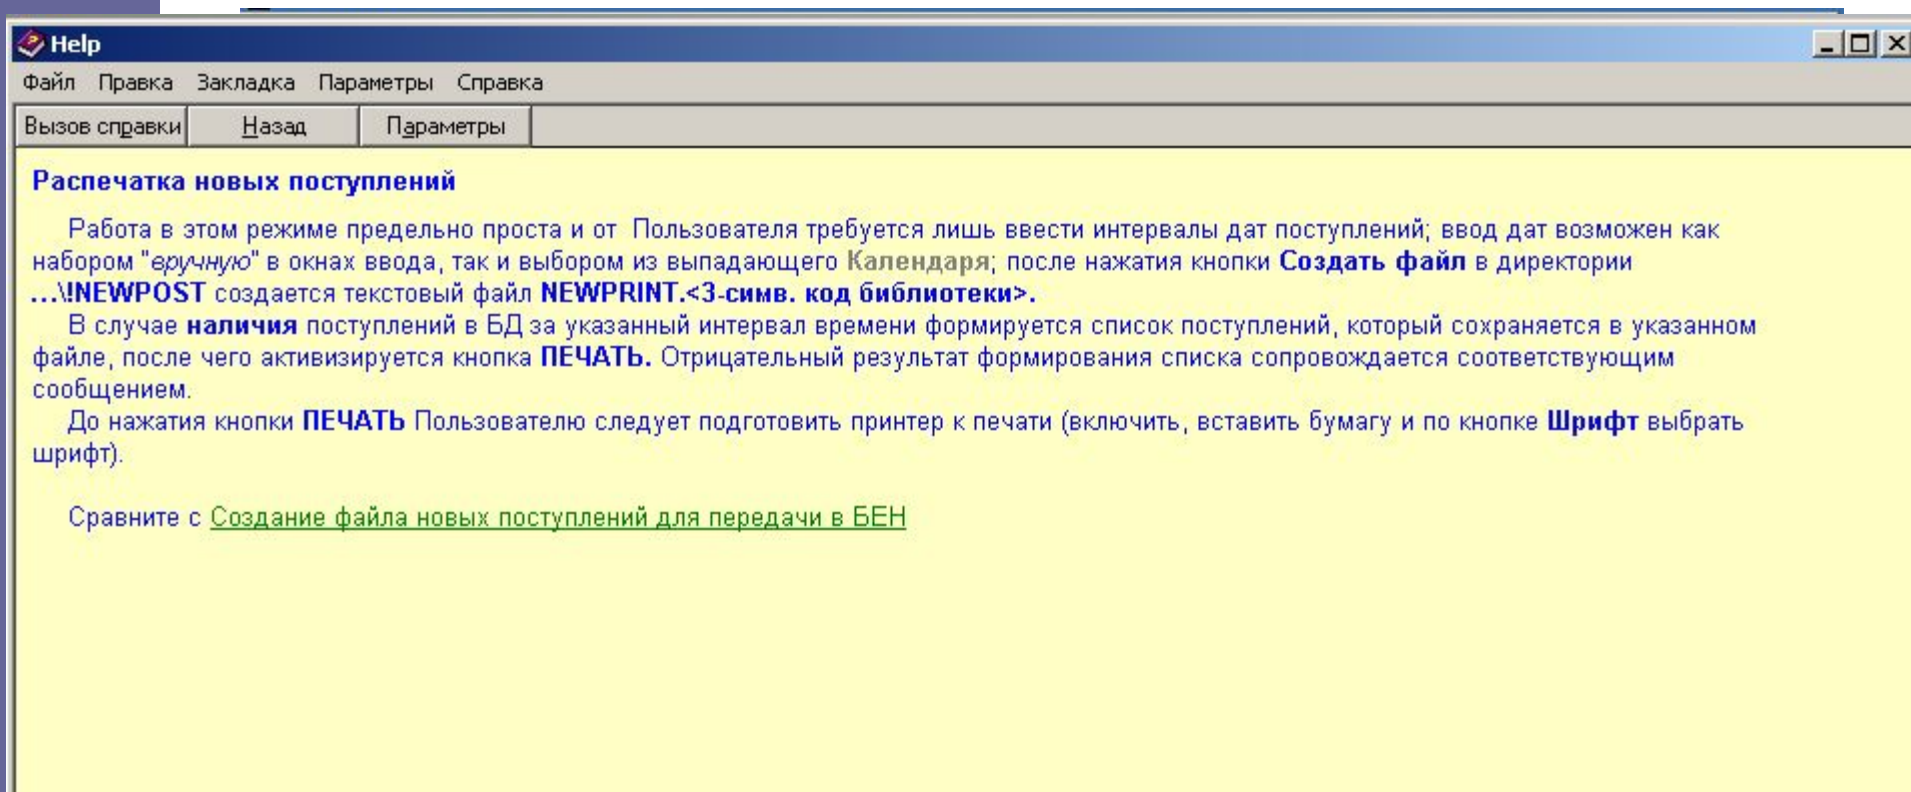 Help
Файл Правка Закладка Параметры Справка
Вызов справки Назад Параметры
Распечатка новых поступлений
Работа в этом режиме предельно проста и от Пользователя требуется лишь ввести интервалы дат поступлений; ввод дат возможен как
набором "вручную" в окнах ввода, так и выбором из выпадающего Календаря; после нажатия кнопки Создать файл в директории
...\!NEWPOST создается текстовый файл NEWPRINT.<3-симв. код библиотеки>.
В случае наличия поступлений в БД за указанный интервал времени формируется список поступлений, который сохраняется в указанном
файле, после чего активизируется кнопка ПЕЧАТЬ. Отрицательный результат формирования списка сопровождается соответствующим
сообщением.
До нажатия кнопки ПЕЧАТЬ Пользователю следует подготовить принтер к печати (включить, вставить бумагу и по кнопке Шрифт выбрать
шрифт).
Сравните с Создание файла новых поступлений для передачи в БЕН